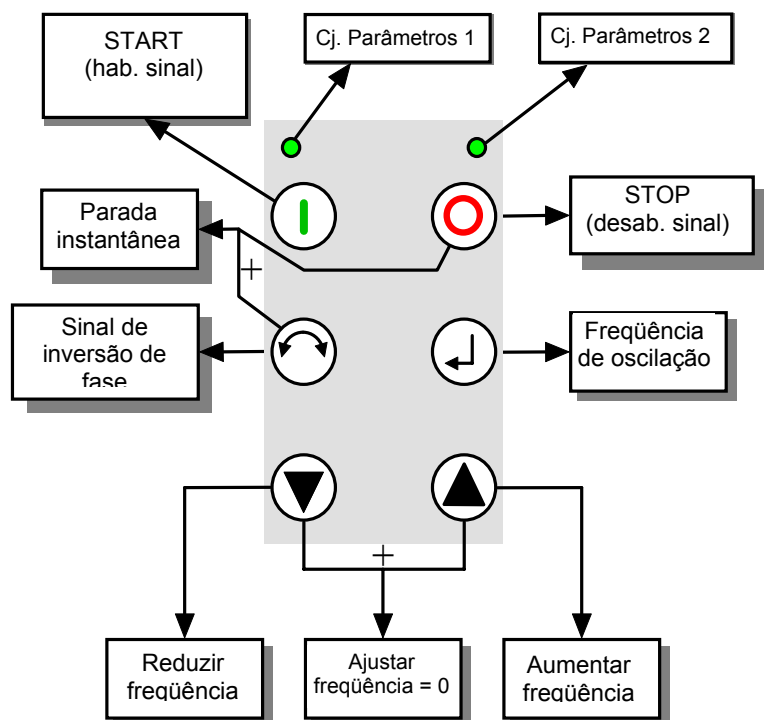 START
(hab. sinal)
Cj. Parâmetros 1
Cj. Parâmetros 2
Parada
instantânea
STOP
(desab. sinal)
Sinal de
inversão de
fase
Freqüência
de oscilação
Reduzir
freqüência
Ajustar
freqüência = 0
Aumentar
freqüência